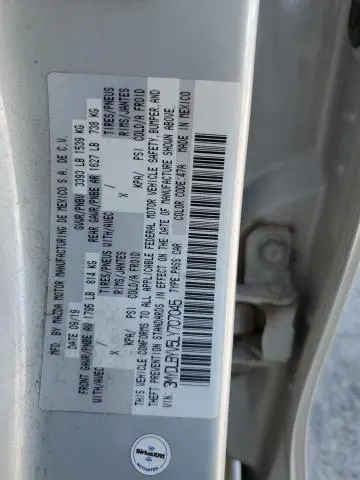 MFD. BY MAZDA MOTOR MANUFACTURING DE MEXICO S.A. DE C.V.
DATE: 09/19 GVWR/PNBV 3393 LB 1539 KG
FRONT GAWR/PNBE AV 1795 LB 814 KG REAR GAWR/PNBE AR 1627 LB 738 KG
TIRES/PNEUS WITH/AVEC / TIRES/PNEUS WITH/AVEC /
RIMS/JANTES X RIMS/JANTES X
KPA/ PSI COLD/A FROID KPA/ PSI COLD/A FROID
THIS VEHICLE CONFORMS TO ALL APPLICABLE FEDERAL MOTOR VEHICLE SAFETY, BUMPER, AND
THEFT PREVENTION STANDARDS IN EFFECT ON THE DATE OF MANUFACTURE SHOWN ABOVE.
VIN: 3MVDLBYV5LY707045 TYPE:PASS CAR COLOR CODE:47A MADE IN MEXICO
SiriusXM
ACTIVATED